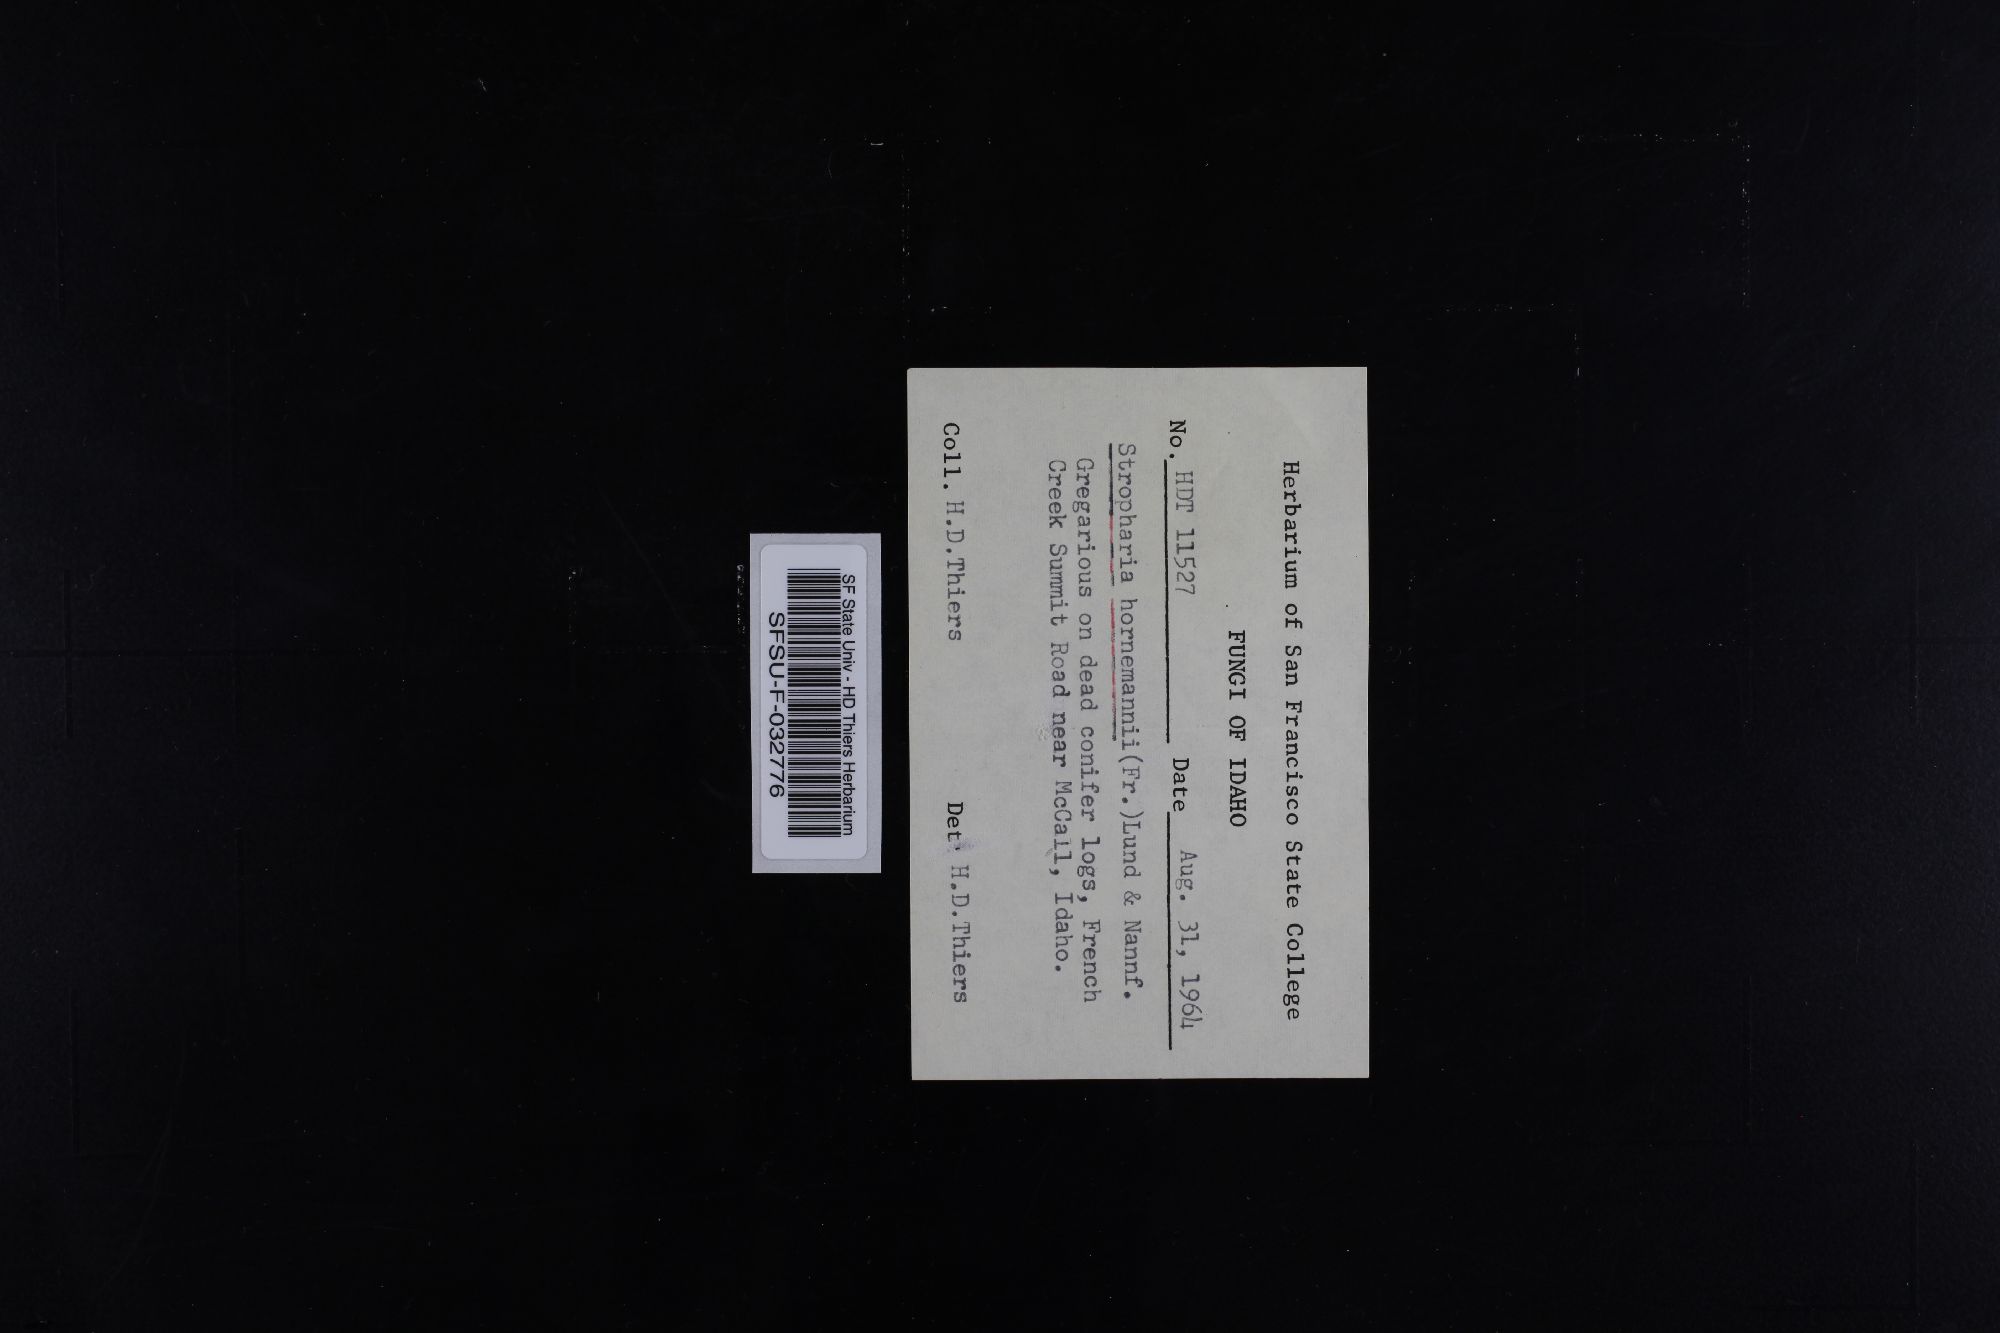 Herbarium of San Francisco State College
FUNGI OF IDAHO
No. HDT 11527 Date Aug. 31, 1964
Stropharia hornemannii(Fr.)Lund & Nannf.
Gregarious on dead conifer logs, French
Creek Summit Road near McCall, Idaho.
Coll. H.D.Thiers Det. H.D.Thiers
SF State Univ - HD Thiers Herbarium
SFSU-F-032776